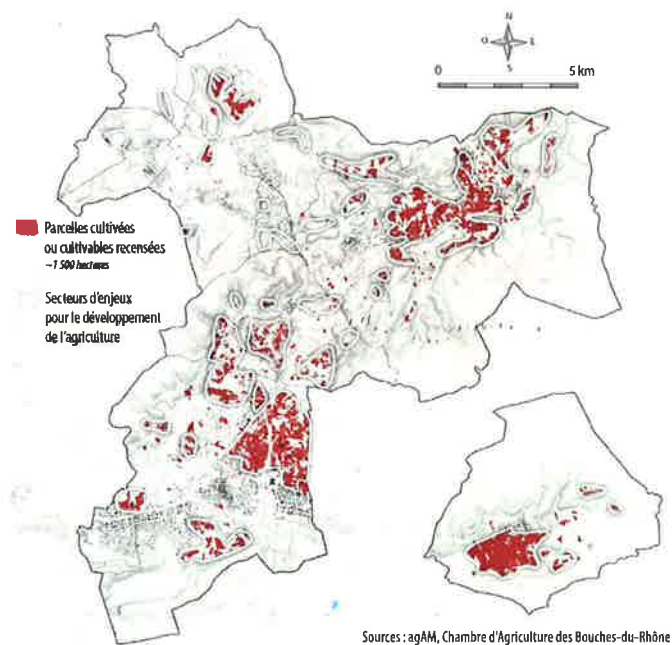 N
O E
S
0 5 km
Parcelles cultivées
ou cultivables recensées
~1 500 hectares
Secteurs d'enjeux
pour le développement
de l'agriculture
Sources : agAM, Chambre d'Agriculture des Bouches-du-Rhône